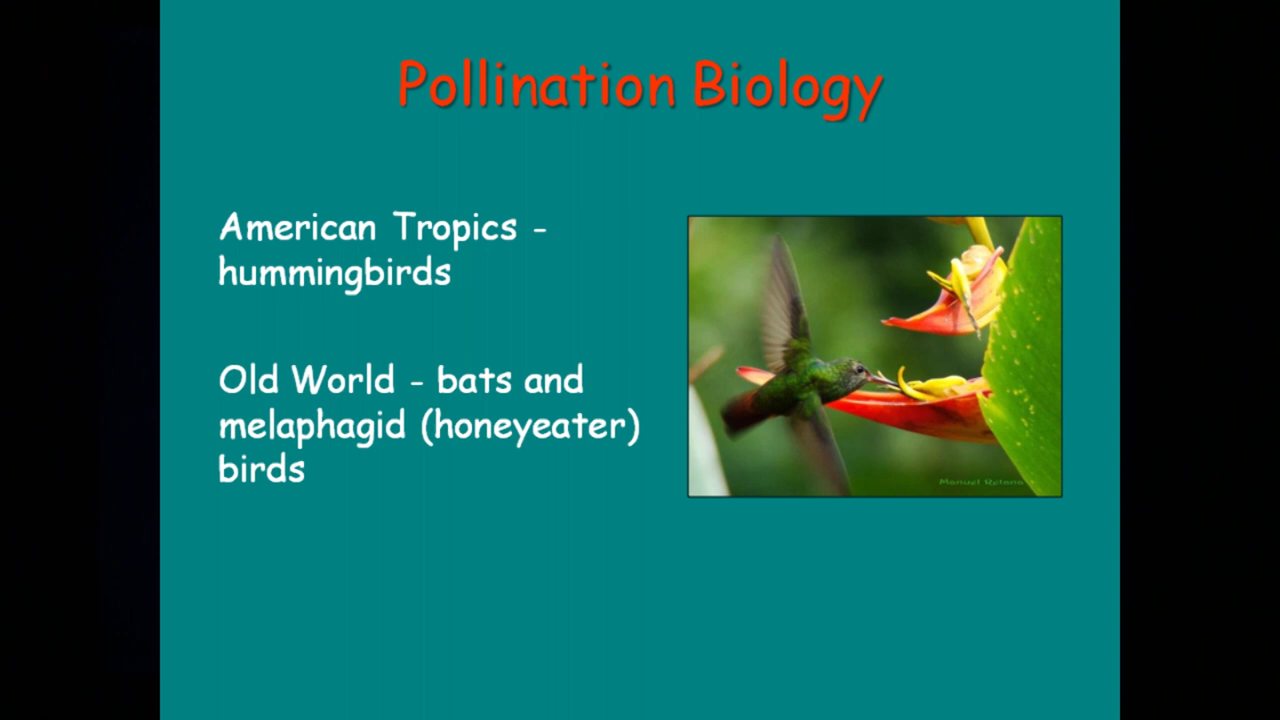 Pollination Biology
American Tropics -
hummingbirds
Old World - bats and
melaphagid (honeyeater)
birds
Manuel Retana